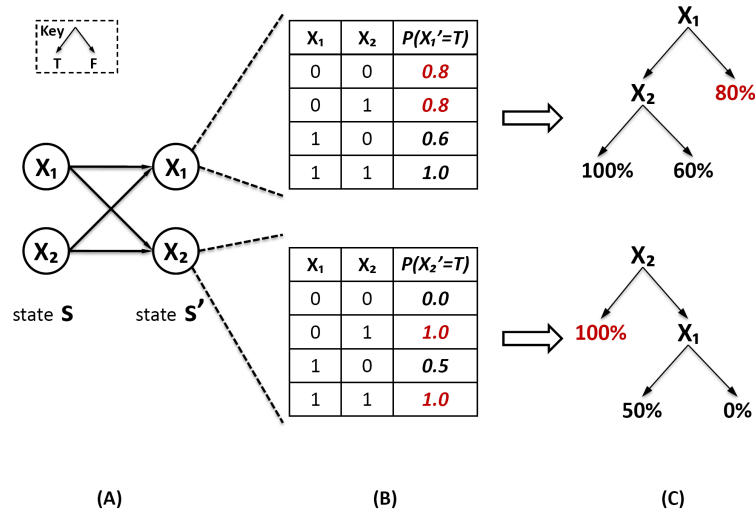 Key
T F
X₁ X₁
X₂ X₂
state S state S′
X₁ X₂ P(X₁′=T)
0 0 0.8
0 1 0.8
1 0 0.6
1 1 1.0
X₁ X₂ P(X₂′=T)
0 0 0.0
0 1 1.0
1 0 0.5
1 1 1.0
X₁
X₂ 80%
100% 60%
X₂
100% X₁
50% 0%
(A) (B) (C)